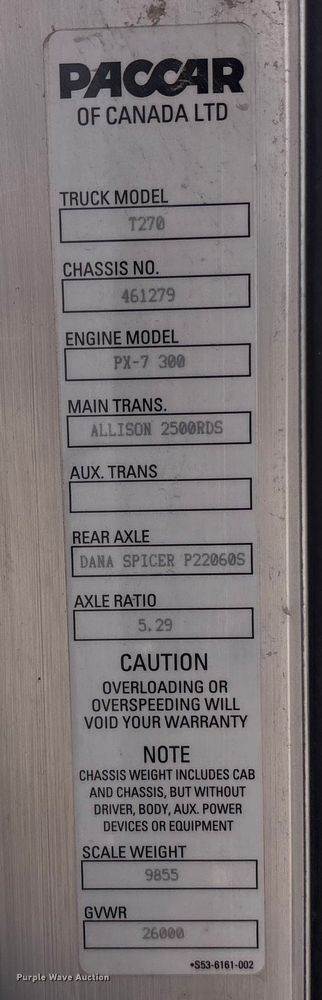 PACCAR
OF CANADA LTD
TRUCK MODEL
T270
CHASSIS NO.
461279
ENGINE MODEL
PX-7 300
MAIN TRANS.
ALLISON 2500RDS
AUX. TRANS
REAR AXLE
DANA SPICER P22060S
AXLE RATIO
5.29
CAUTION
OVERLOADING OR
OVERSPEEDING WILL
VOID YOUR WARRANTY
NOTE
CHASSIS WEIGHT INCLUDES CAB
AND CHASSIS, BUT WITHOUT
DRIVER, BODY, AUX. POWER
DEVICES OR EQUIPMENT
SCALE WEIGHT
9855
GVWR
26000
•S53-6161-002
Purple Wave Auction